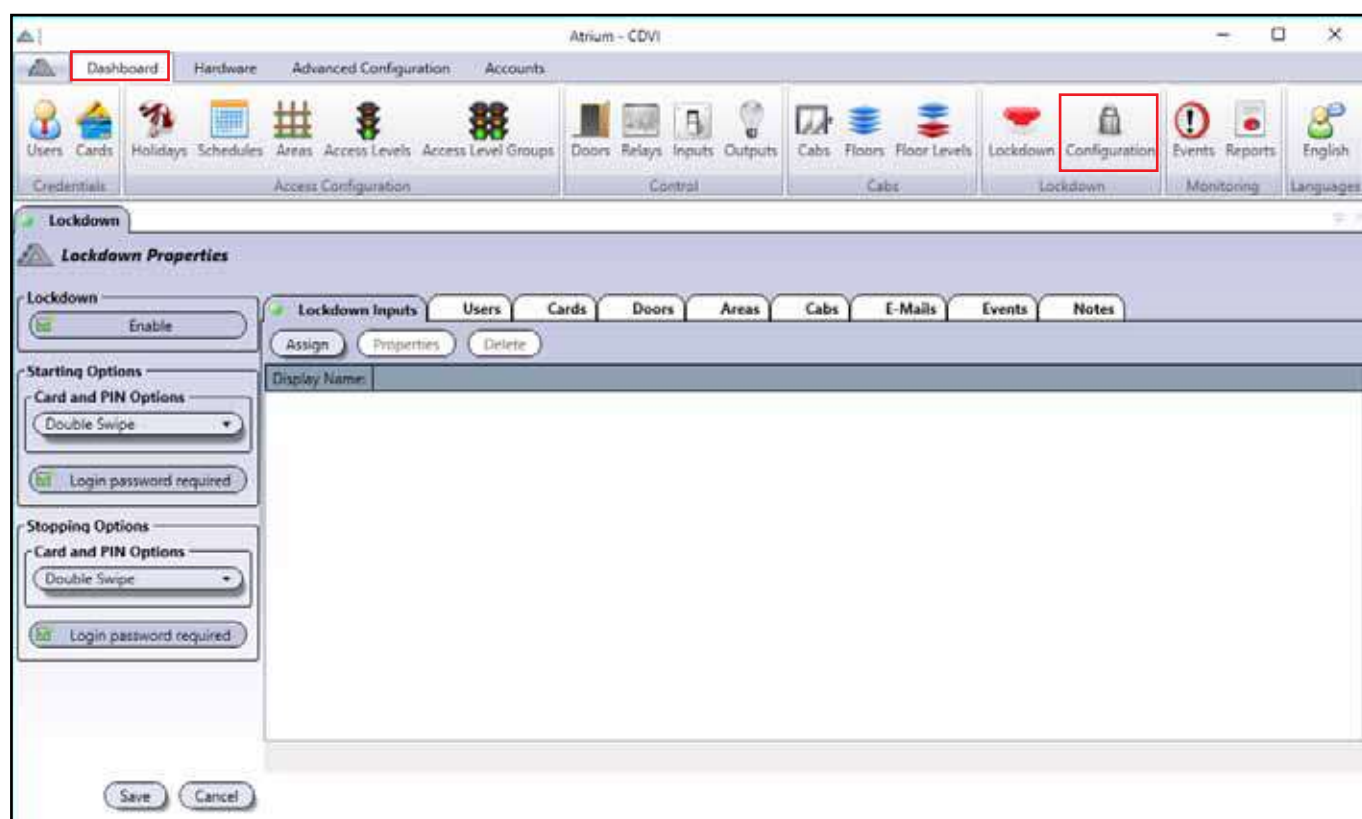 Atrium - CDVI
Dashboard Hardware Advanced Configuration Accounts
Users Cards Holidays Schedules Areas Access Levels Access Level Groups Doors Relays Inputs Outputs Cabs Floors Floor Levels Lockdown Configuration Events Reports English
Credentials Access Configuration Control Cabs Lockdown Monitoring Languages
Lockdown
Lockdown Properties
Lockdown
Enable
Starting Options
Card and PIN Options
Double Swipe
Login password required
Stopping Options
Card and PIN Options
Double Swipe
Login password required
Lockdown Inputs Users Cards Doors Areas Cabs E-Mails Events Notes
Assign Properties Delete
Display Name:
Save Cancel